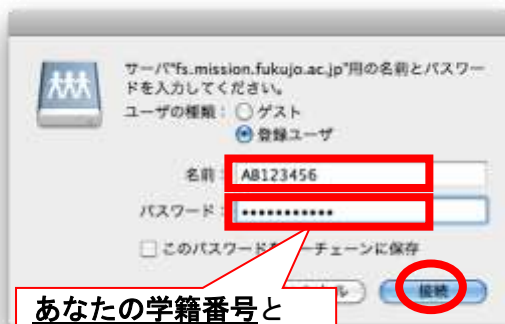 サーバ"fs.mission.fukujo.ac.jp"用の名前とパスワー
ドを入力してください。
ユーザの種類： ゲスト
登録ユーザ
名前： AB123456
パスワード： •••••••••••
このパスワードを
ーチェーンに保存
接続
あなたの学籍番号と